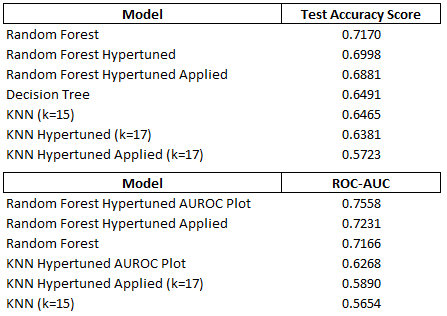 Model Test Accuracy Score
Random Forest 0.7170
Random Forest Hypertuned 0.6998
Random Forest Hypertuned Applied 0.6881
Decision Tree 0.6491
KNN (k=15) 0.6465
KNN Hypertuned (k=17) 0.6381
KNN Hypertuned Applied (k=17) 0.5723
Model ROC-AUC
Random Forest Hypertuned AUROC Plot 0.7558
Random Forest Hypertuned Applied 0.7231
Random Forest 0.7166
KNN Hypertuned AUROC Plot 0.6268
KNN Hypertuned Applied (k=17) 0.5890
KNN (k=15) 0.5654